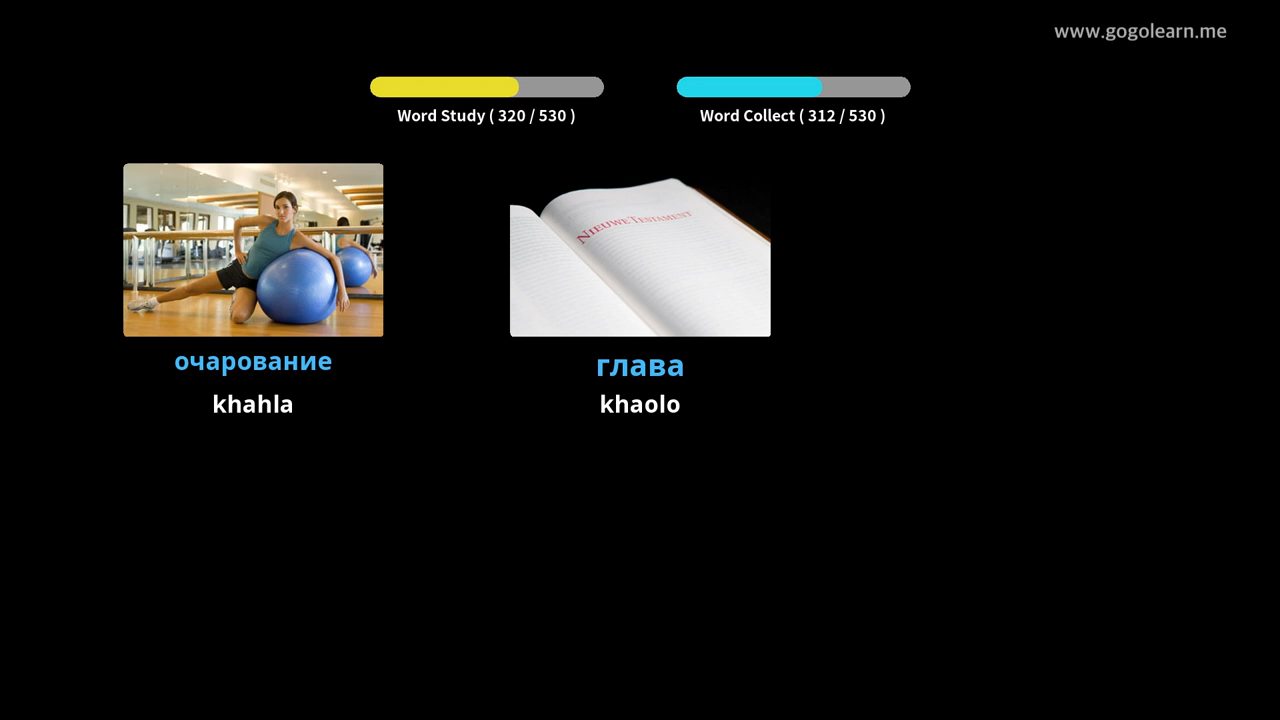 www.gogolearn.me
Word Study ( 320 / 530 )
Word Collect ( 312 / 530 )
NIEUWE TESTAMENT
очарование
глава
khahla
khaolo